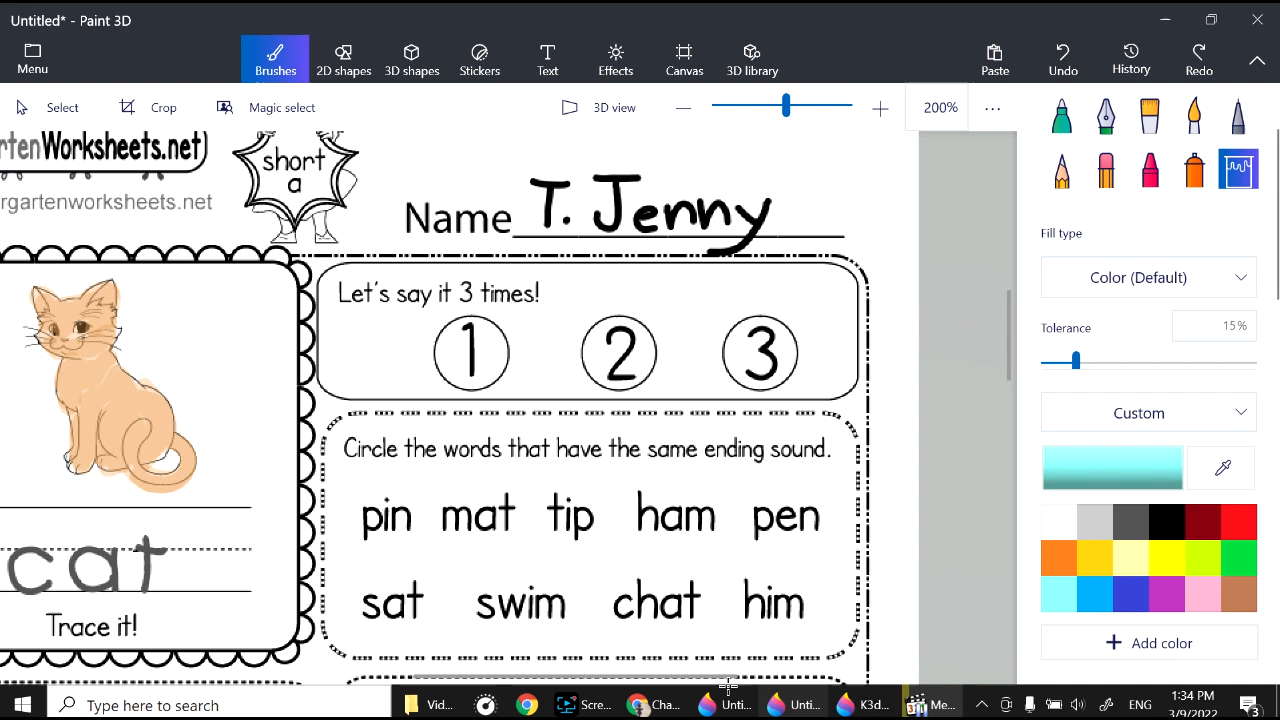 Untitled* - Paint 3D
Menu
Brushes
2D shapes
3D shapes
Stickers
Text
Effects
Canvas
3D library
Paste
Undo
History
Redo
Select
Crop
Magic select
3D view
200%
rtenWorksheets.net
rgartenworksheets.net
short
a
Name T. Jenny
Let's say it 3 times!
1 2 3
Circle the words that have the same ending sound.
pin mat tip ham pen
sat swim chat him
cat
Trace it!
Fill type
Color (Default)
Tolerance
15%
Custom
+ Add color
Type here to search
Vid...
Scre...
Cha...
Unti...
Unti...
K3d...
Me...
ENG
1:34 PM
3/9/2022
3